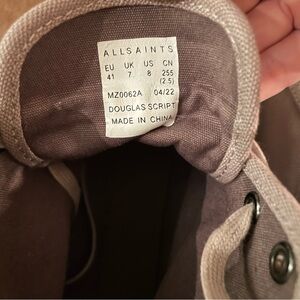 ALLSAINTS
EU UK US CN
41 7 8 255
(2.5)
MZ0062A 04/22
DOUGLAS SCRIPT
MADE IN CHINA